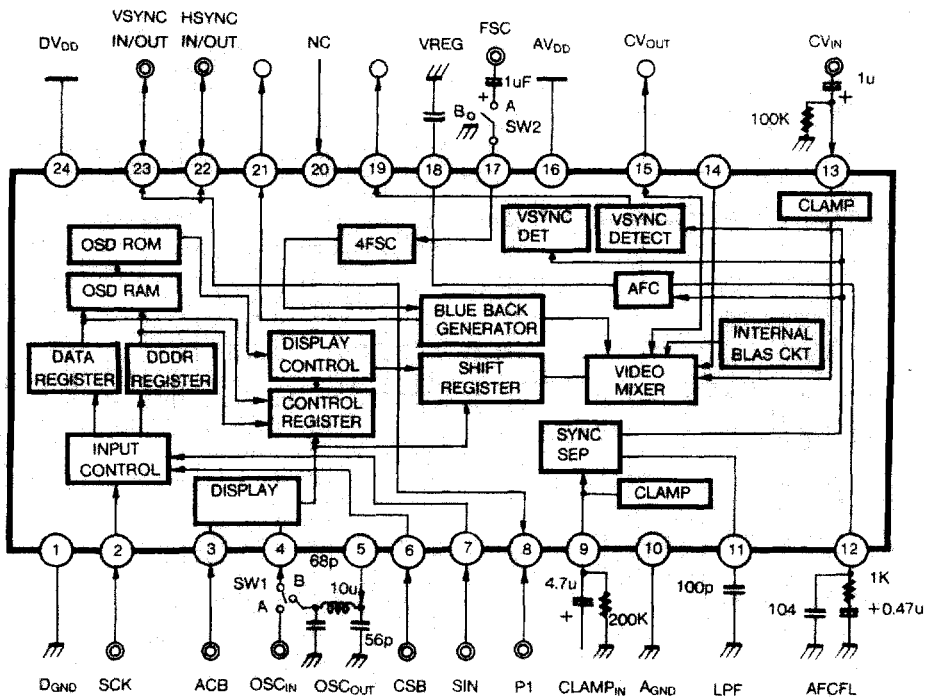 VSYNC HSYNC FSC
DVDD IN/OUT IN/OUT NC VREG AVDD CVOUT CVIN
1uF 1u
+ A +
B SW2 100K
24 23 22 21 20 19 18 17 16 15 14 13
CLAMP
OSD ROM 4FSC VSYNC DET VSYNC DETECT
OSD RAM AFC
BLUE BACK GENERATOR INTERNAL BLAS CKT
DATA REGISTER DDDR REGISTER DISPLAY CONTROL SHIFT REGISTER VIDEO MIXER
CONTROL REGISTER
INPUT CONTROL SYNC SEP
DISPLAY CLAMP
1 2 3 4 5 6 7 8 9 10 11 12
68p
SW1 B 10u 4.7u 100p 1K
A 56p + 200K 104 +0.47u
DGND SCK ACB OSCIN OSCOUT CSB SIN P1 CLAMPIN AGND LPF AFCFL